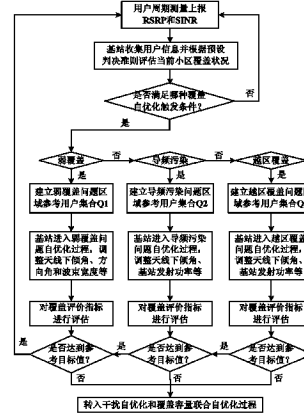 用户周期测量上报
RSRP和SINR
基站收集用户信息并根据预设
判决准则评估当前小区覆盖状况
是否满足哪种覆盖
自优化触发条件?
否
是
弱覆盖
否
导频污染
否
越区覆盖
是
是
是
建立弱覆盖问题区
域参考用户集合Q1
建立导频污染问题区
域参考用户集合Q2
建立越区覆盖问题
域参考用户集合Q
基站进入弱覆盖问
题自优化过程,调
整天线下倾角、方
向角和波束宽度等
基站进入导频污染
问题自优化过程,
调整天线下倾角、
基站发射功率等
基站进入越区覆盖
问题自优化过程,
调整天线下倾角、
基站发射功率等
对覆盖评价指标
进行评估
对覆盖评价指标
进行评估
对覆盖评价指标
进行评估
是
是否达到参
考目标值?
是
是否达到参
考目标值?
是
是否达到参
考目标值?
否
否
否
转入干扰自优化和覆盖容量联合自优化过程